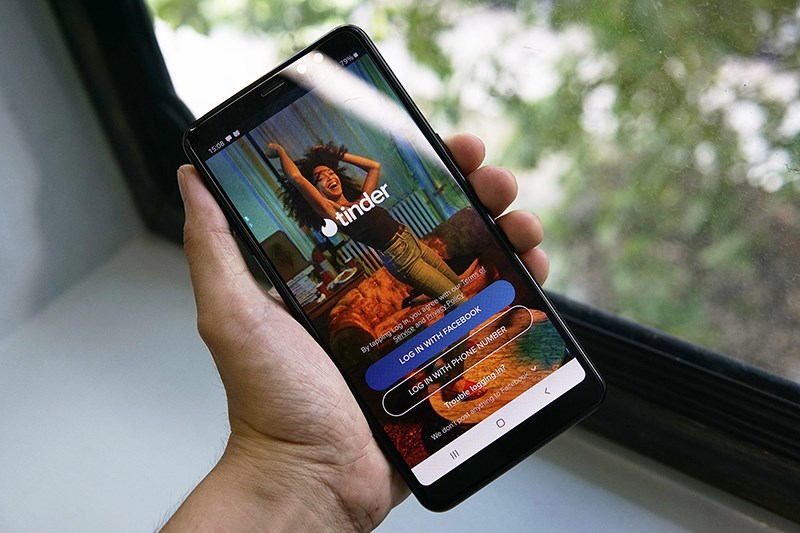 15:08
79%
tinder
By tapping Log In, you agree with our Terms of
Service and Privacy Policy
LOG IN WITH FACEBOOK
LOG IN WITH PHONE NUMBER
Trouble logging in?
We don't post anything to Facebook